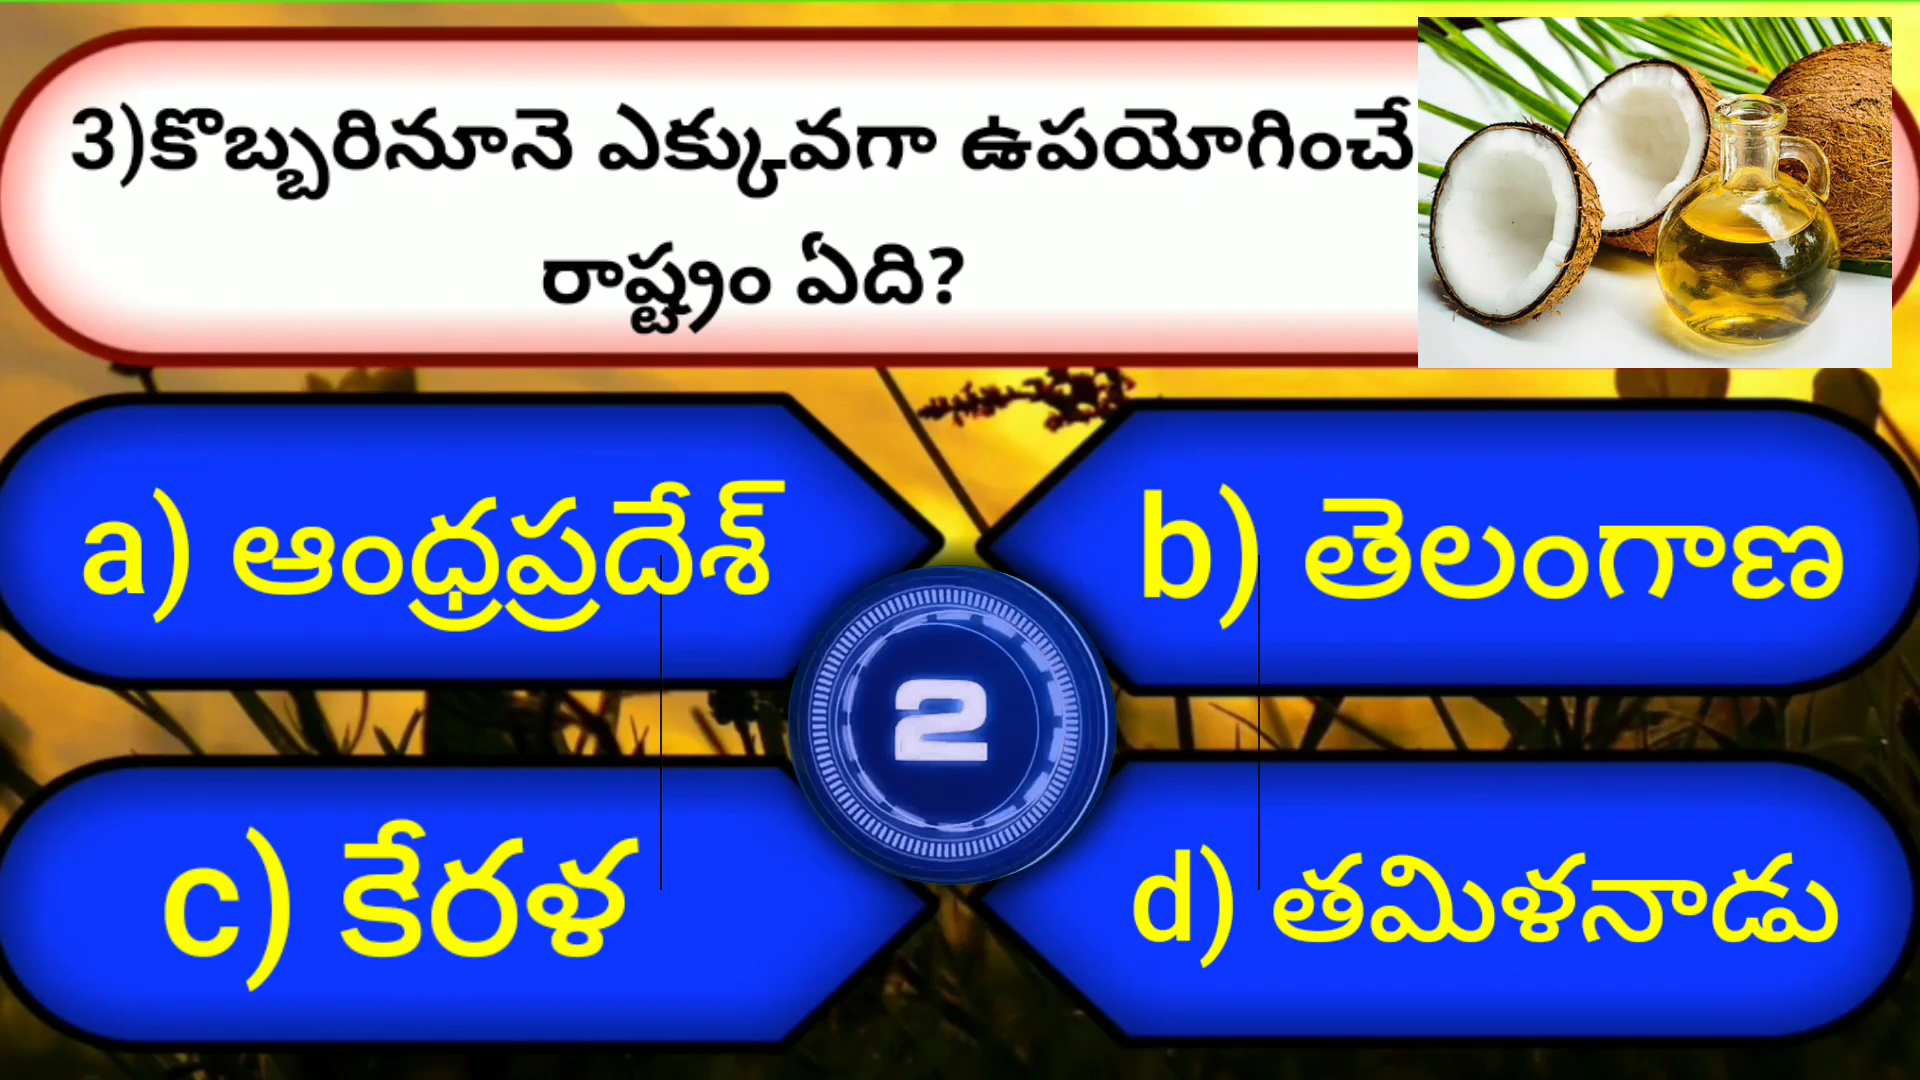 3)కొబ్బరినూనె ఎక్కువగా ఉపయోగించే
రాష్ట్రం ఏది?
a) ఆంధ్రప్రదేశ్
b) తెలంగాణ
2
c) కేరళ
d) తమిళనాడు